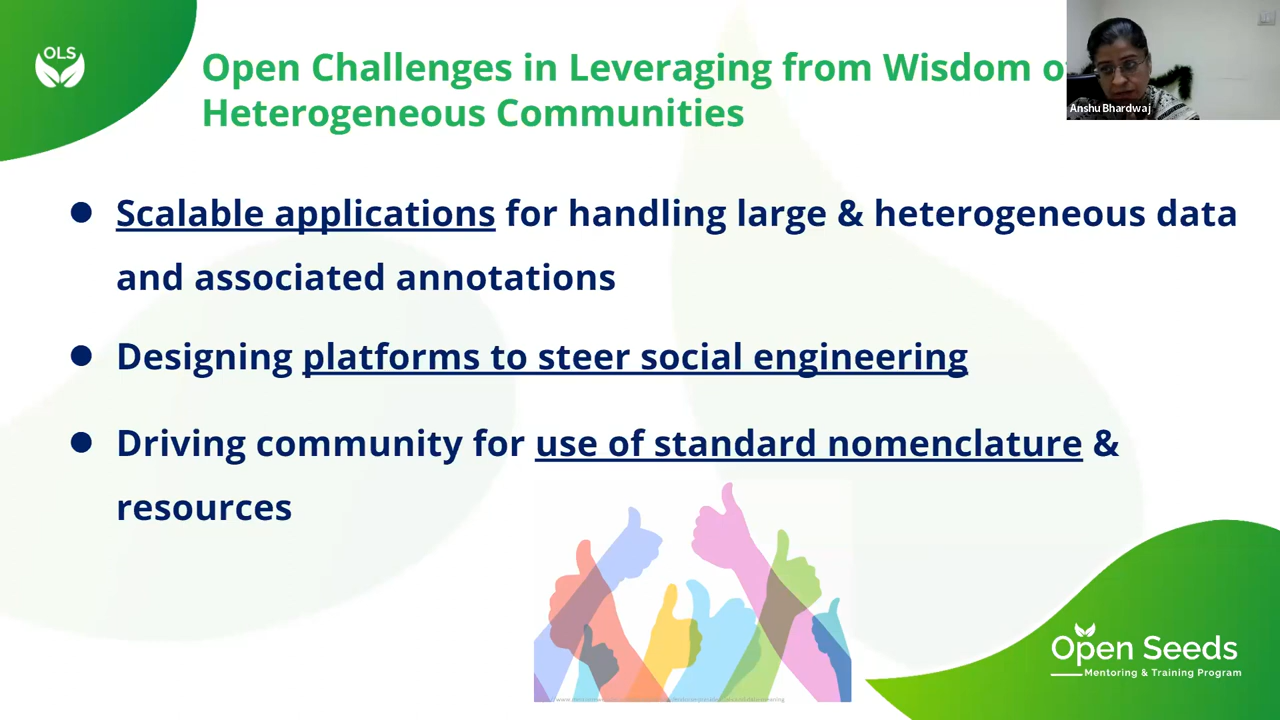 OLS
Open Challenges in Leveraging from Wisdom of
Heterogeneous Communities
Anshu Bhardwaj
Scalable applications for handling large & heterogeneous data
and associated annotations
Designing platforms to steer social engineering
Driving community for use of standard nomenclature &
resources
Open Seeds
Mentoring & Training Program